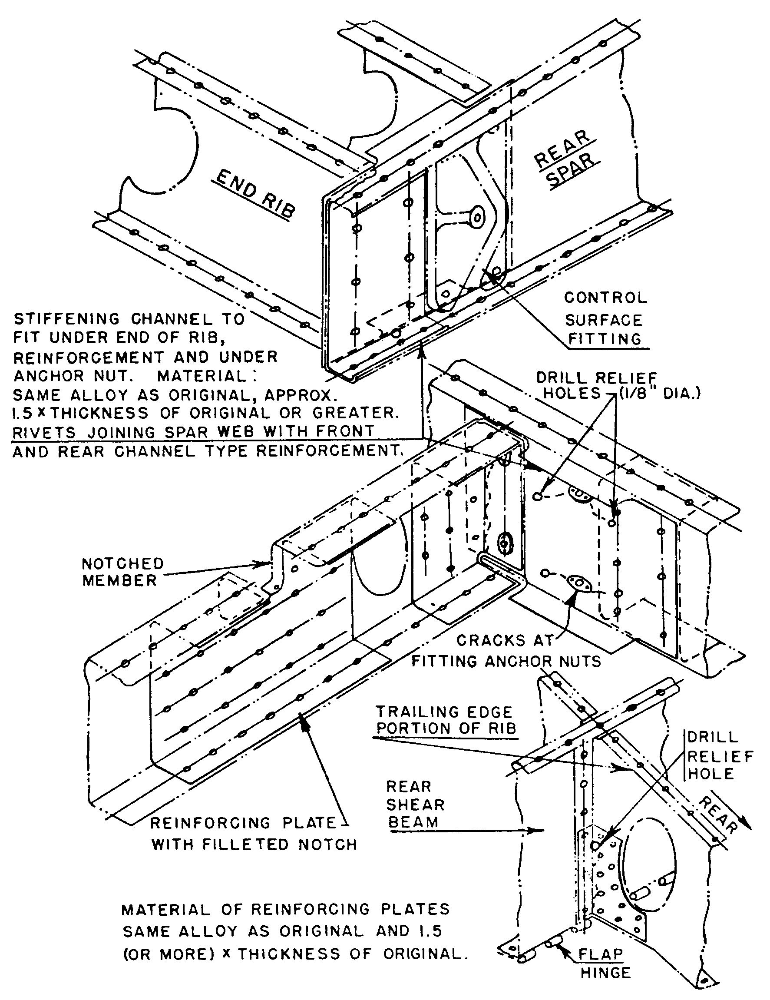 END RIB
REAR
SPAR
CONTROL
SURFACE
FITTING
STIFFENING CHANNEL TO
FIT UNDER END OF RIB,
REINFORCEMENT AND UNDER
ANCHOR NUT. MATERIAL:
SAME ALLOY AS ORIGINAL, APPROX.
1.5 × THICKNESS OF ORIGINAL OR GREATER.
RIVETS JOINING SPAR WEB WITH FRONT
AND REAR CHANNEL TYPE REINFORCEMENT.
DRILL RELIEF
HOLES (1/8" DIA.)
NOTCHED
MEMBER
CRACKS AT
FITTING ANCHOR NUTS
TRAILING EDGE
PORTION OF RIB
DRILL
RELIEF
HOLE
REAR
SHEAR
BEAM
REAR
REINFORCING PLATE
WITH FILLETED NOTCH
MATERIAL OF REINFORCING PLATES
SAME ALLOY AS ORIGINAL AND 1.5
(OR MORE) × THICKNESS OF ORIGINAL.
FLAP
HINGE